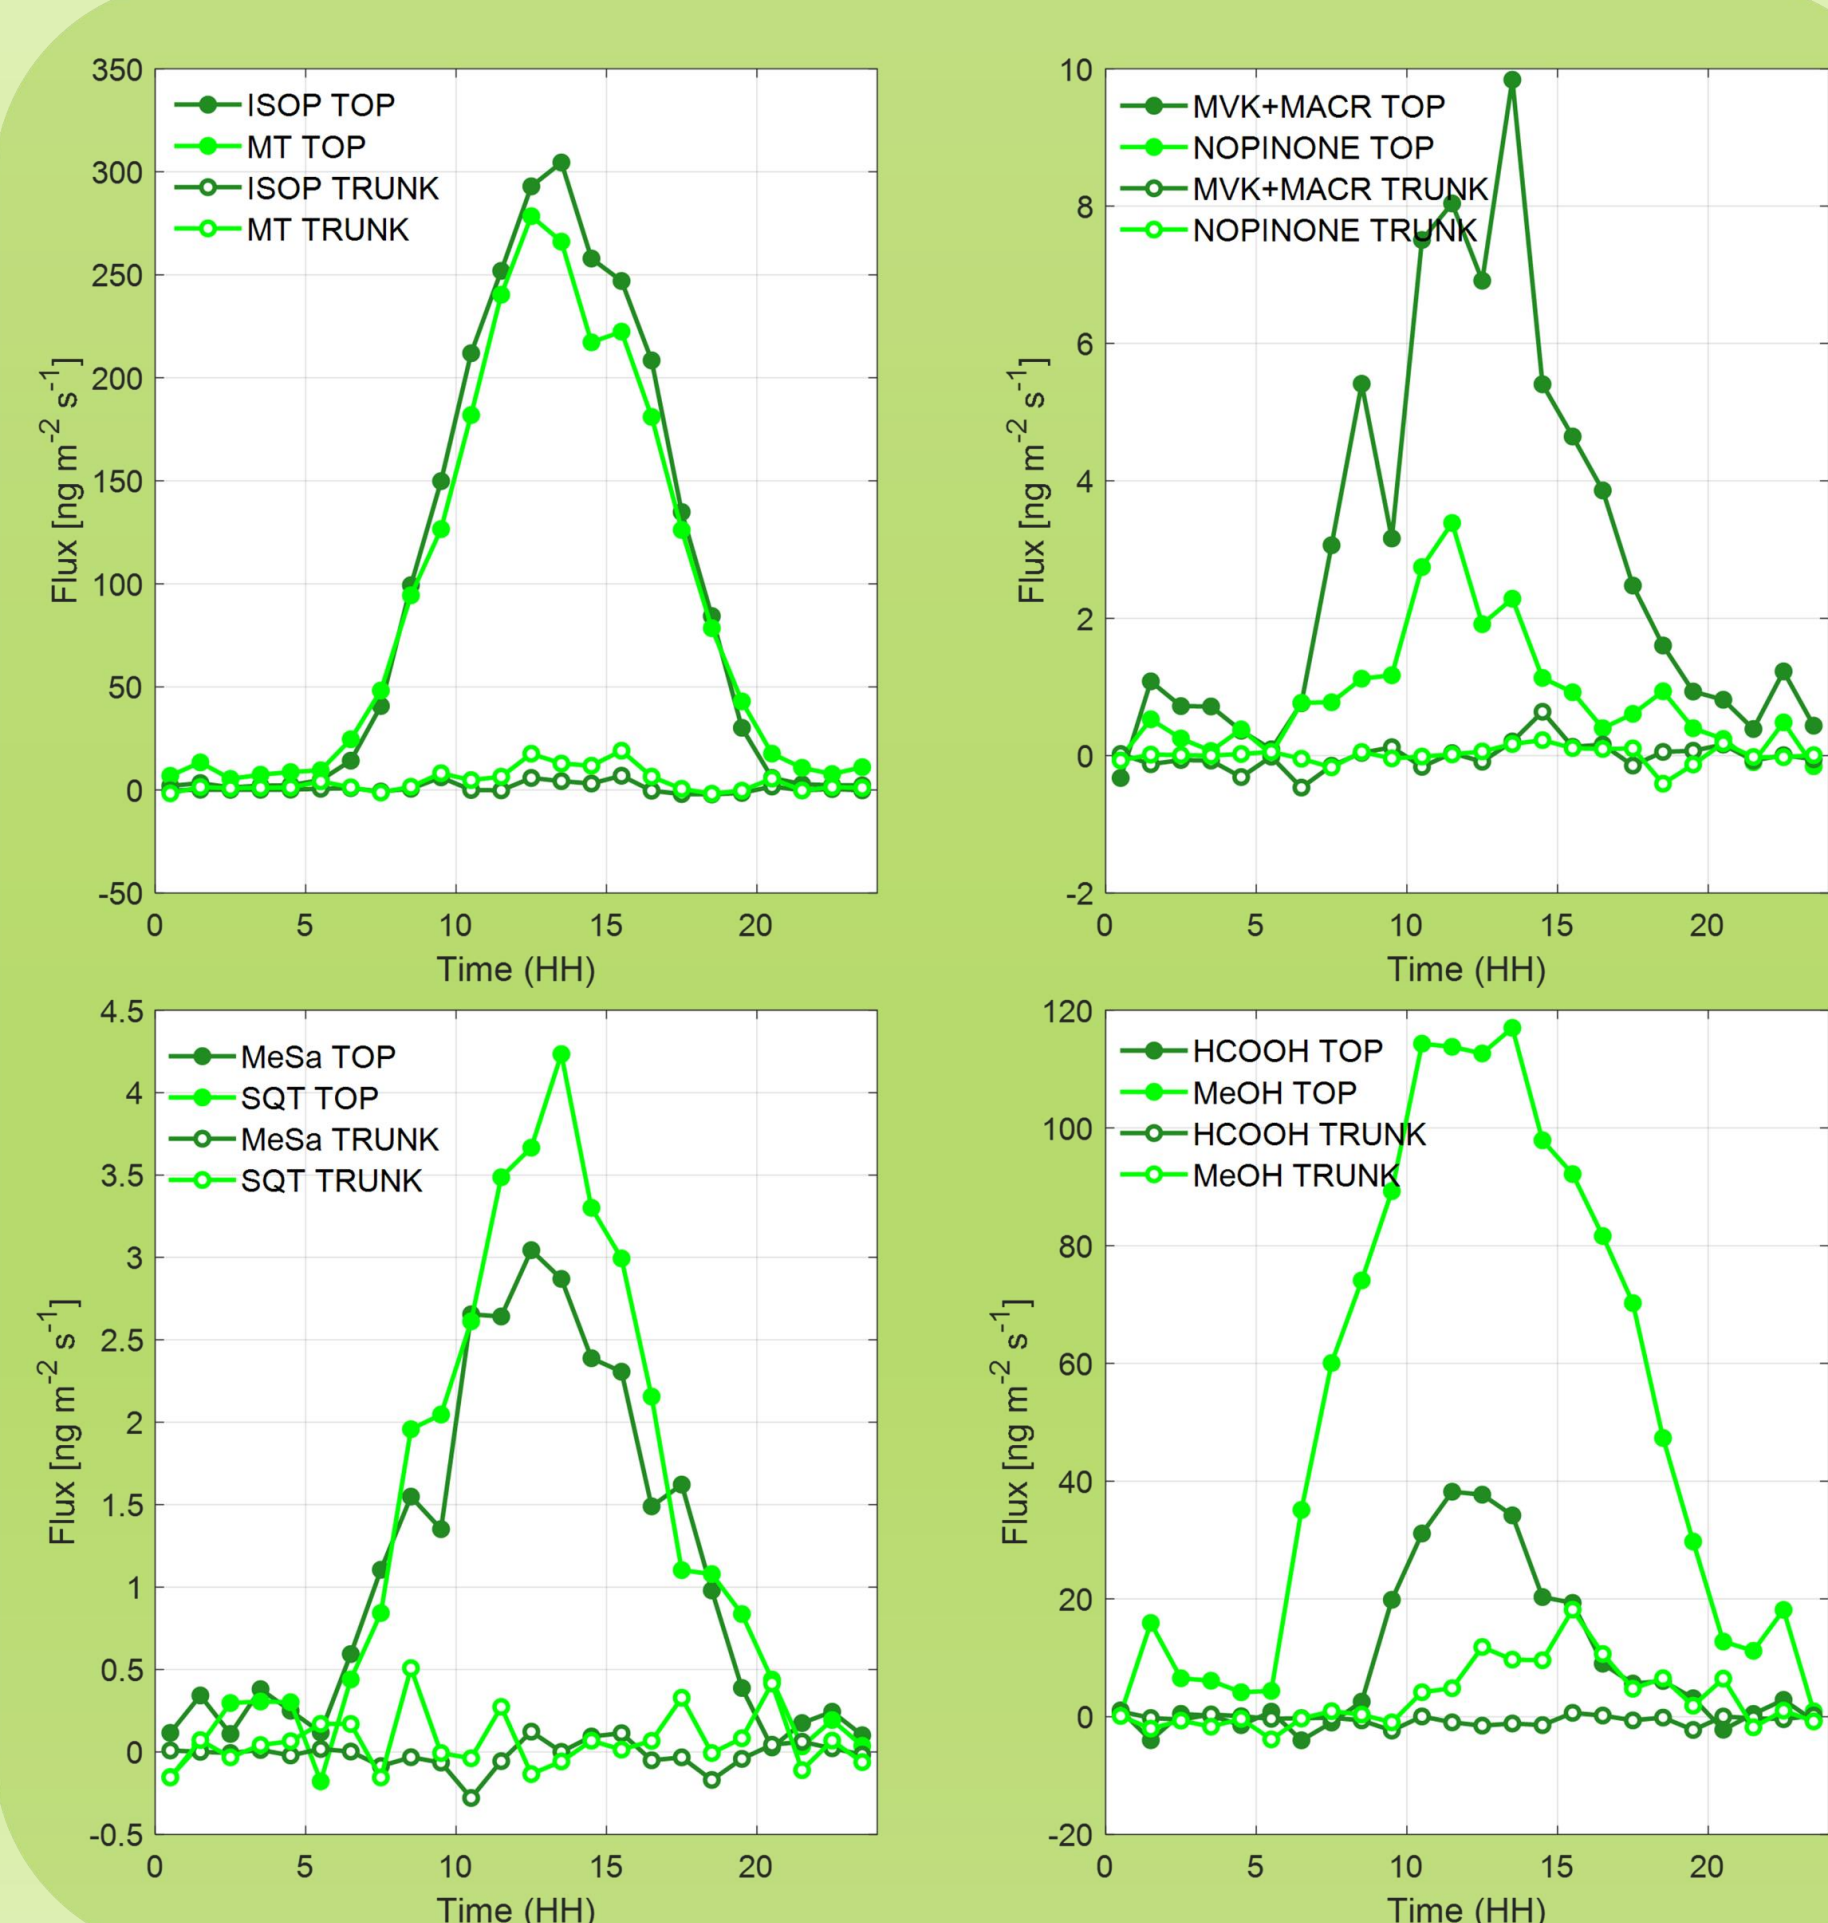 350
300
250
200
150
100
50
0
-50
Flux [ng m-2 s-1]
ISOP TOP
MT TOP
ISOP TRUNK
MT TRUNK
0 5 10 15 20
Time (HH)
10
8
6
4
2
0
-2
Flux [ng m-2 s-1]
MVK+MACR TOP
NOPINONE TOP
MVK+MACR TRUNK
NOPINONE TRUNK
0 5 10 15 20
Time (HH)
4.5
4
3.5
3
2.5
2
1.5
1
0.5
0
-0.5
Flux [ng m-2 s-1]
MeSa TOP
SQT TOP
MeSa TRUNK
SQT TRUNK
0 5 10 15 20
Time (HH)
120
100
80
60
40
20
0
-20
Flux [ng m-2 s-1]
HCOOH TOP
MeOH TOP
HCOOH TRUNK
MeOH TRUNK
0 5 10 15 20
Time (HH)